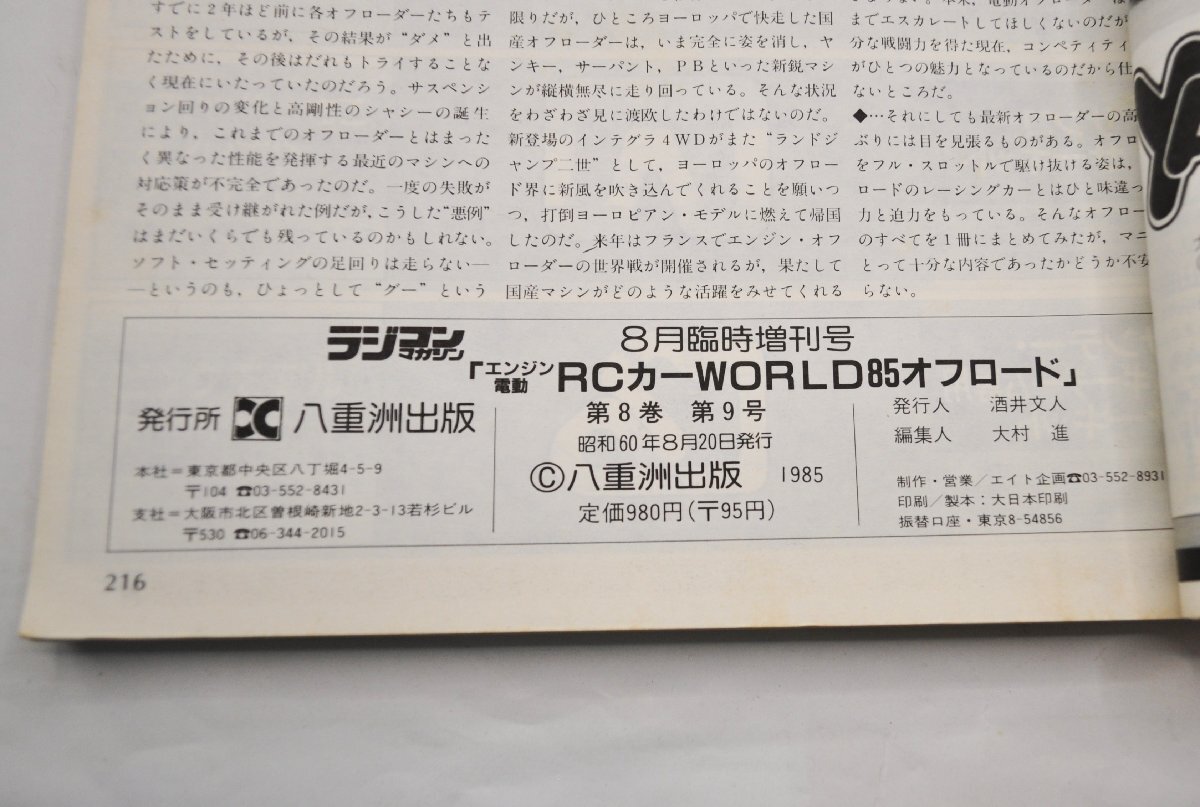 すでに2年ほど前に各オフローダーたちもテ
ストをしているが、その結果が“ダメ”と出
たために、その後はだれもトライすることな
く現在にいたっていたのだろう。サスペンシ
ョン回りの変化と高剛性のシャシーの誕生
により、これまでのオフローダーとはまった
く異なった性能を発揮する最近のマシンへの
対応策が不完全であったのだ。一度の失敗が
そのまま受け継がれた例だが、こうした“悪例”
はまだいくらでも残っているのかもしれない。
ソフト・セッティングの足回りは走らない―
―というのも、ひょっとして“グー”という
限りだが、ひところヨーロッパで快走した国
産オフローダーは、いま完全に姿を消し、ヤ
ンキー，サーパント，PBといった新鋭マシ
ンが縦横無尽に走り回っている。そんな状況
をわざわざ見に渡欧したわけではないのだ。
新登場のインテグラ4WDがまた“ランドジ
ャンプ二世”として，ヨーロッパのオフロー
ド界に新風を吹き込んでくれることを願いつ
つ，打倒ヨーロピアン・モデルに燃えて帰国
したのだ。来年はフランスでエンジン・オフ
ローダーの世界戦が開催されるが，果たして
国産マシンがどのような活躍をみせてくれる
までエスカレートしてほしくないのだが
分な戦闘力を得た現在，コンペティティ
がひとつの魅力となっているのだから仕
ないところだ。
◆…それにしても最新オフローダーの高
ぶりには目を見張るものがある。オフロ
をフル・スロットルで駆け抜ける姿は，
ロードのレーシングカーとはひと味違っ
力と迫力をもっている。そんなオフロー
のすべてを1冊にまとめてみたが，マニ
とって十分な内容であったかどうか不安
らない。
ラジコンマガジン 8月臨時増刊号
「エンジン電動 RCカーWORLD85オフロード」
発行所 八重洲出版
本社＝東京都中央区八丁堀4-5-9
〒104 ☎03-552-8431
支社＝大阪市北区曽根崎新地2-3-13若杉ビル
〒530 ☎06-344-2015
第8巻 第9号
昭和60年8月20日発行
©八重洲出版 1985
定価980円(〒95円)
発行人 酒井文人
編集人 大村 進
制作・営業／エイト企画☎03-552-8931
印刷／製本：大日本印刷
振替口座・東京8-54856
216